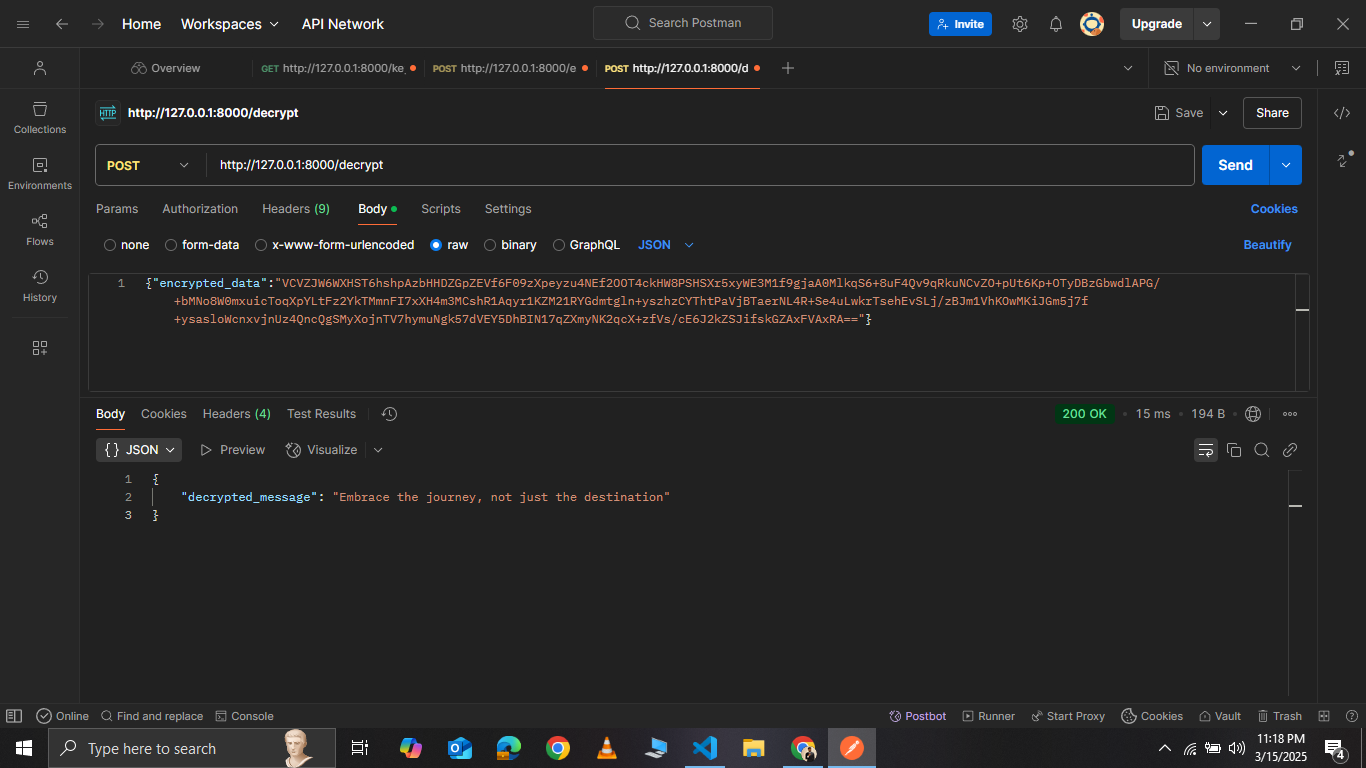 Home Workspaces API Network Search Postman Invite Upgrade
Overview GET http://127.0.0.1:8000/ke POST http://127.0.0.1:8000/e POST http://127.0.0.1:8000/d No environment
HTTP http://127.0.0.1:8000/decrypt Save Share
Collections
POST http://127.0.0.1:8000/decrypt Send
Environments
Params Authorization Headers (9) Body Scripts Settings Cookies
Flows
none form-data x-www-form-urlencoded raw binary GraphQL JSON Beautify
1 {"encrypted_data":"VCVZJW6WXHST6hshpAzbHHDZGpZEVf6F09zXpeyzu4NEf2OOT4ckHW8PSHSXr5xyWE3M1f9gjaA0MlkqS6+8uF4Qv9qRkuNCvZO+pUt6Kp+OTyDBzGbwdlAPG/
History
+bMNo8W0mxuicToqXpYLtFz2YkTMmnFI7xXH4m3MCshR1Aqyr1KZM21RYGdmtgln+yszhzCYThtPaVjBTaerNL4R+Se4uLwkrTsehEvSLj/zBJm1VhKOwMKiJGm5j7f
+ysasloWcnxvjnUz4QncQgSMyXojnTV7hymuNgk57dVEY5DhBIN17qZXmyNK2qcX+zfVs/cE6J2kZSJifskGZAxFVAxRA=="}
Body Cookies Headers (4) Test Results 200 OK 15 ms 194 B
{} JSON Preview Visualize
1 {
2 "decrypted_message": "Embrace the journey, not just the destination"
3 }
Online Find and replace Console Postbot Runner Start Proxy Cookies Vault Trash
Type here to search 11:18 PM
3/15/2025 4